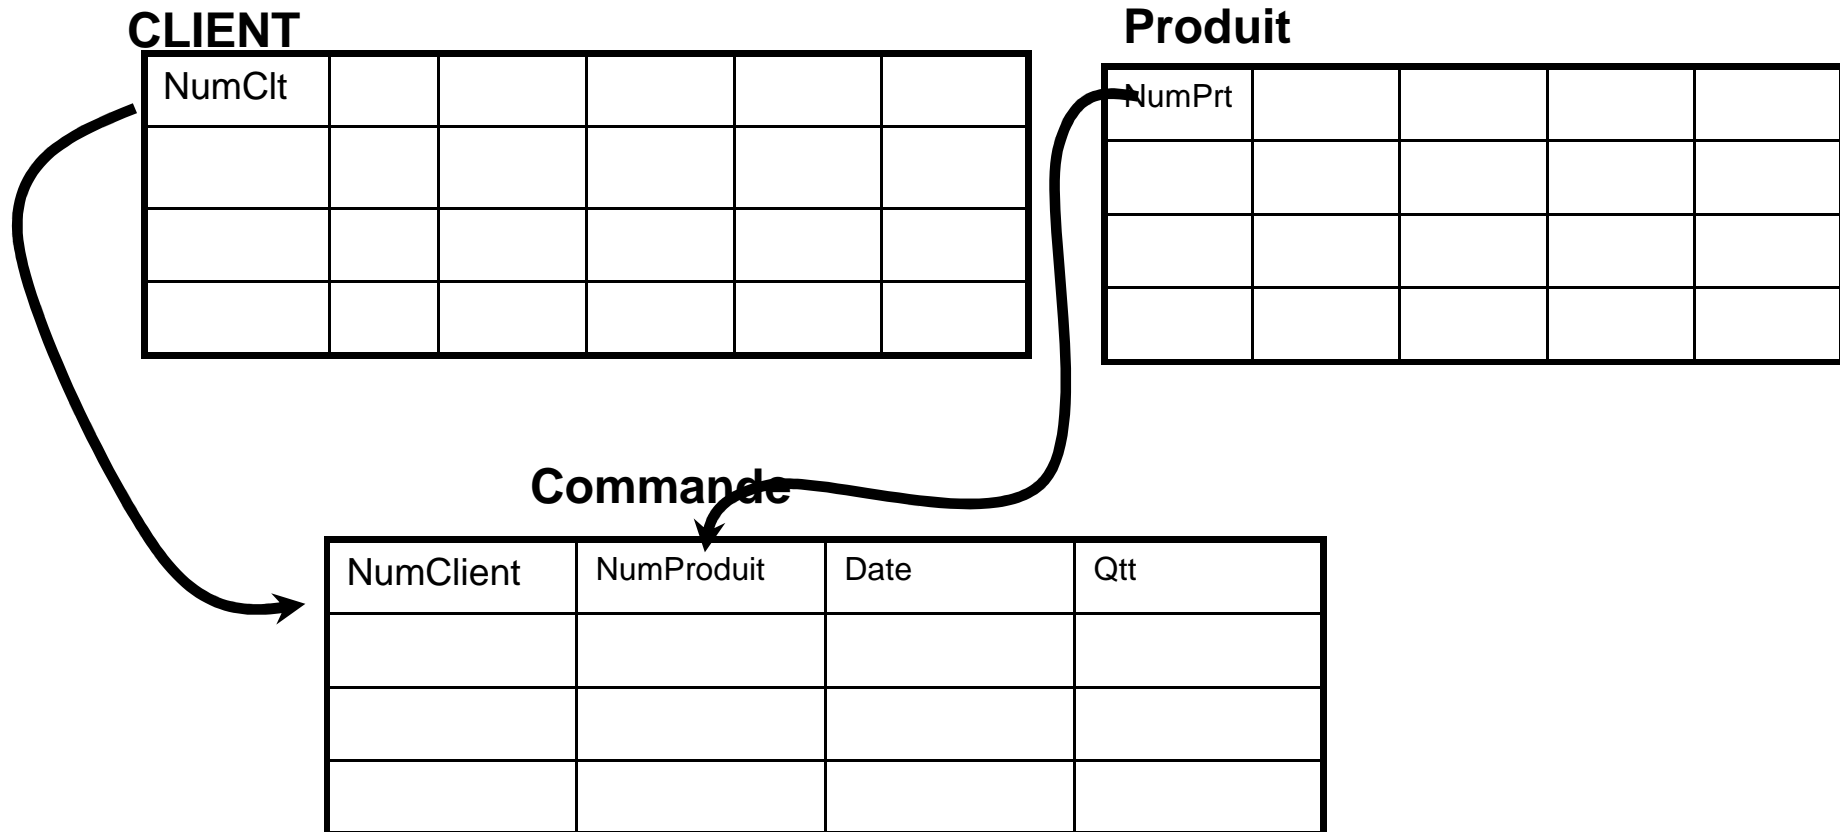 CLIENT
Produit
NumClt
NumPrt
Commande
NumClient NumProduit Date Qtt